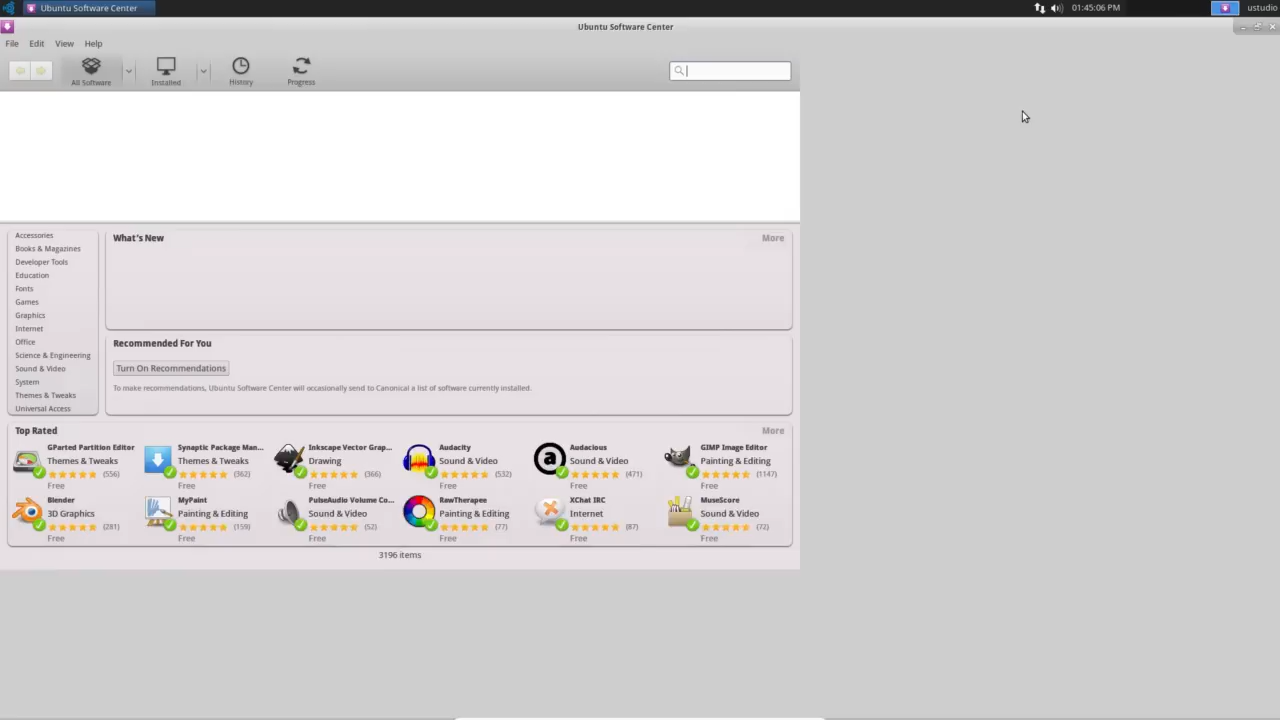 Ubuntu Software Center
01:45:06 PM
ustudio
Ubuntu Software Center
File Edit View Help
All Software Installed History Progress
Accessories
Books & Magazines
Developer Tools
Education
Fonts
Games
Graphics
Internet
Office
Science & Engineering
Sound & Video
System
Themes & Tweaks
Universal Access
What's New More
Recommended For You
Turn On Recommendations
To make recommendations, Ubuntu Software Center will occasionally send to Canonical a list of software currently installed.
Top Rated More
GParted Partition Editor
Themes & Tweaks
(556)
Free
Synaptic Package Man...
Themes & Tweaks
(362)
Free
Inkscape Vector Grap...
Drawing
(366)
Free
Audacity
Sound & Video
(532)
Free
Audacious
Sound & Video
(471)
Free
GIMP Image Editor
Painting & Editing
(1147)
Free
Blender
3D Graphics
(281)
Free
MyPaint
Painting & Editing
(159)
Free
PulseAudio Volume Co...
Sound & Video
(52)
Free
RawTherapee
Painting & Editing
(77)
Free
XChat IRC
Internet
(87)
Free
MuseScore
Sound & Video
(72)
Free
3196 items